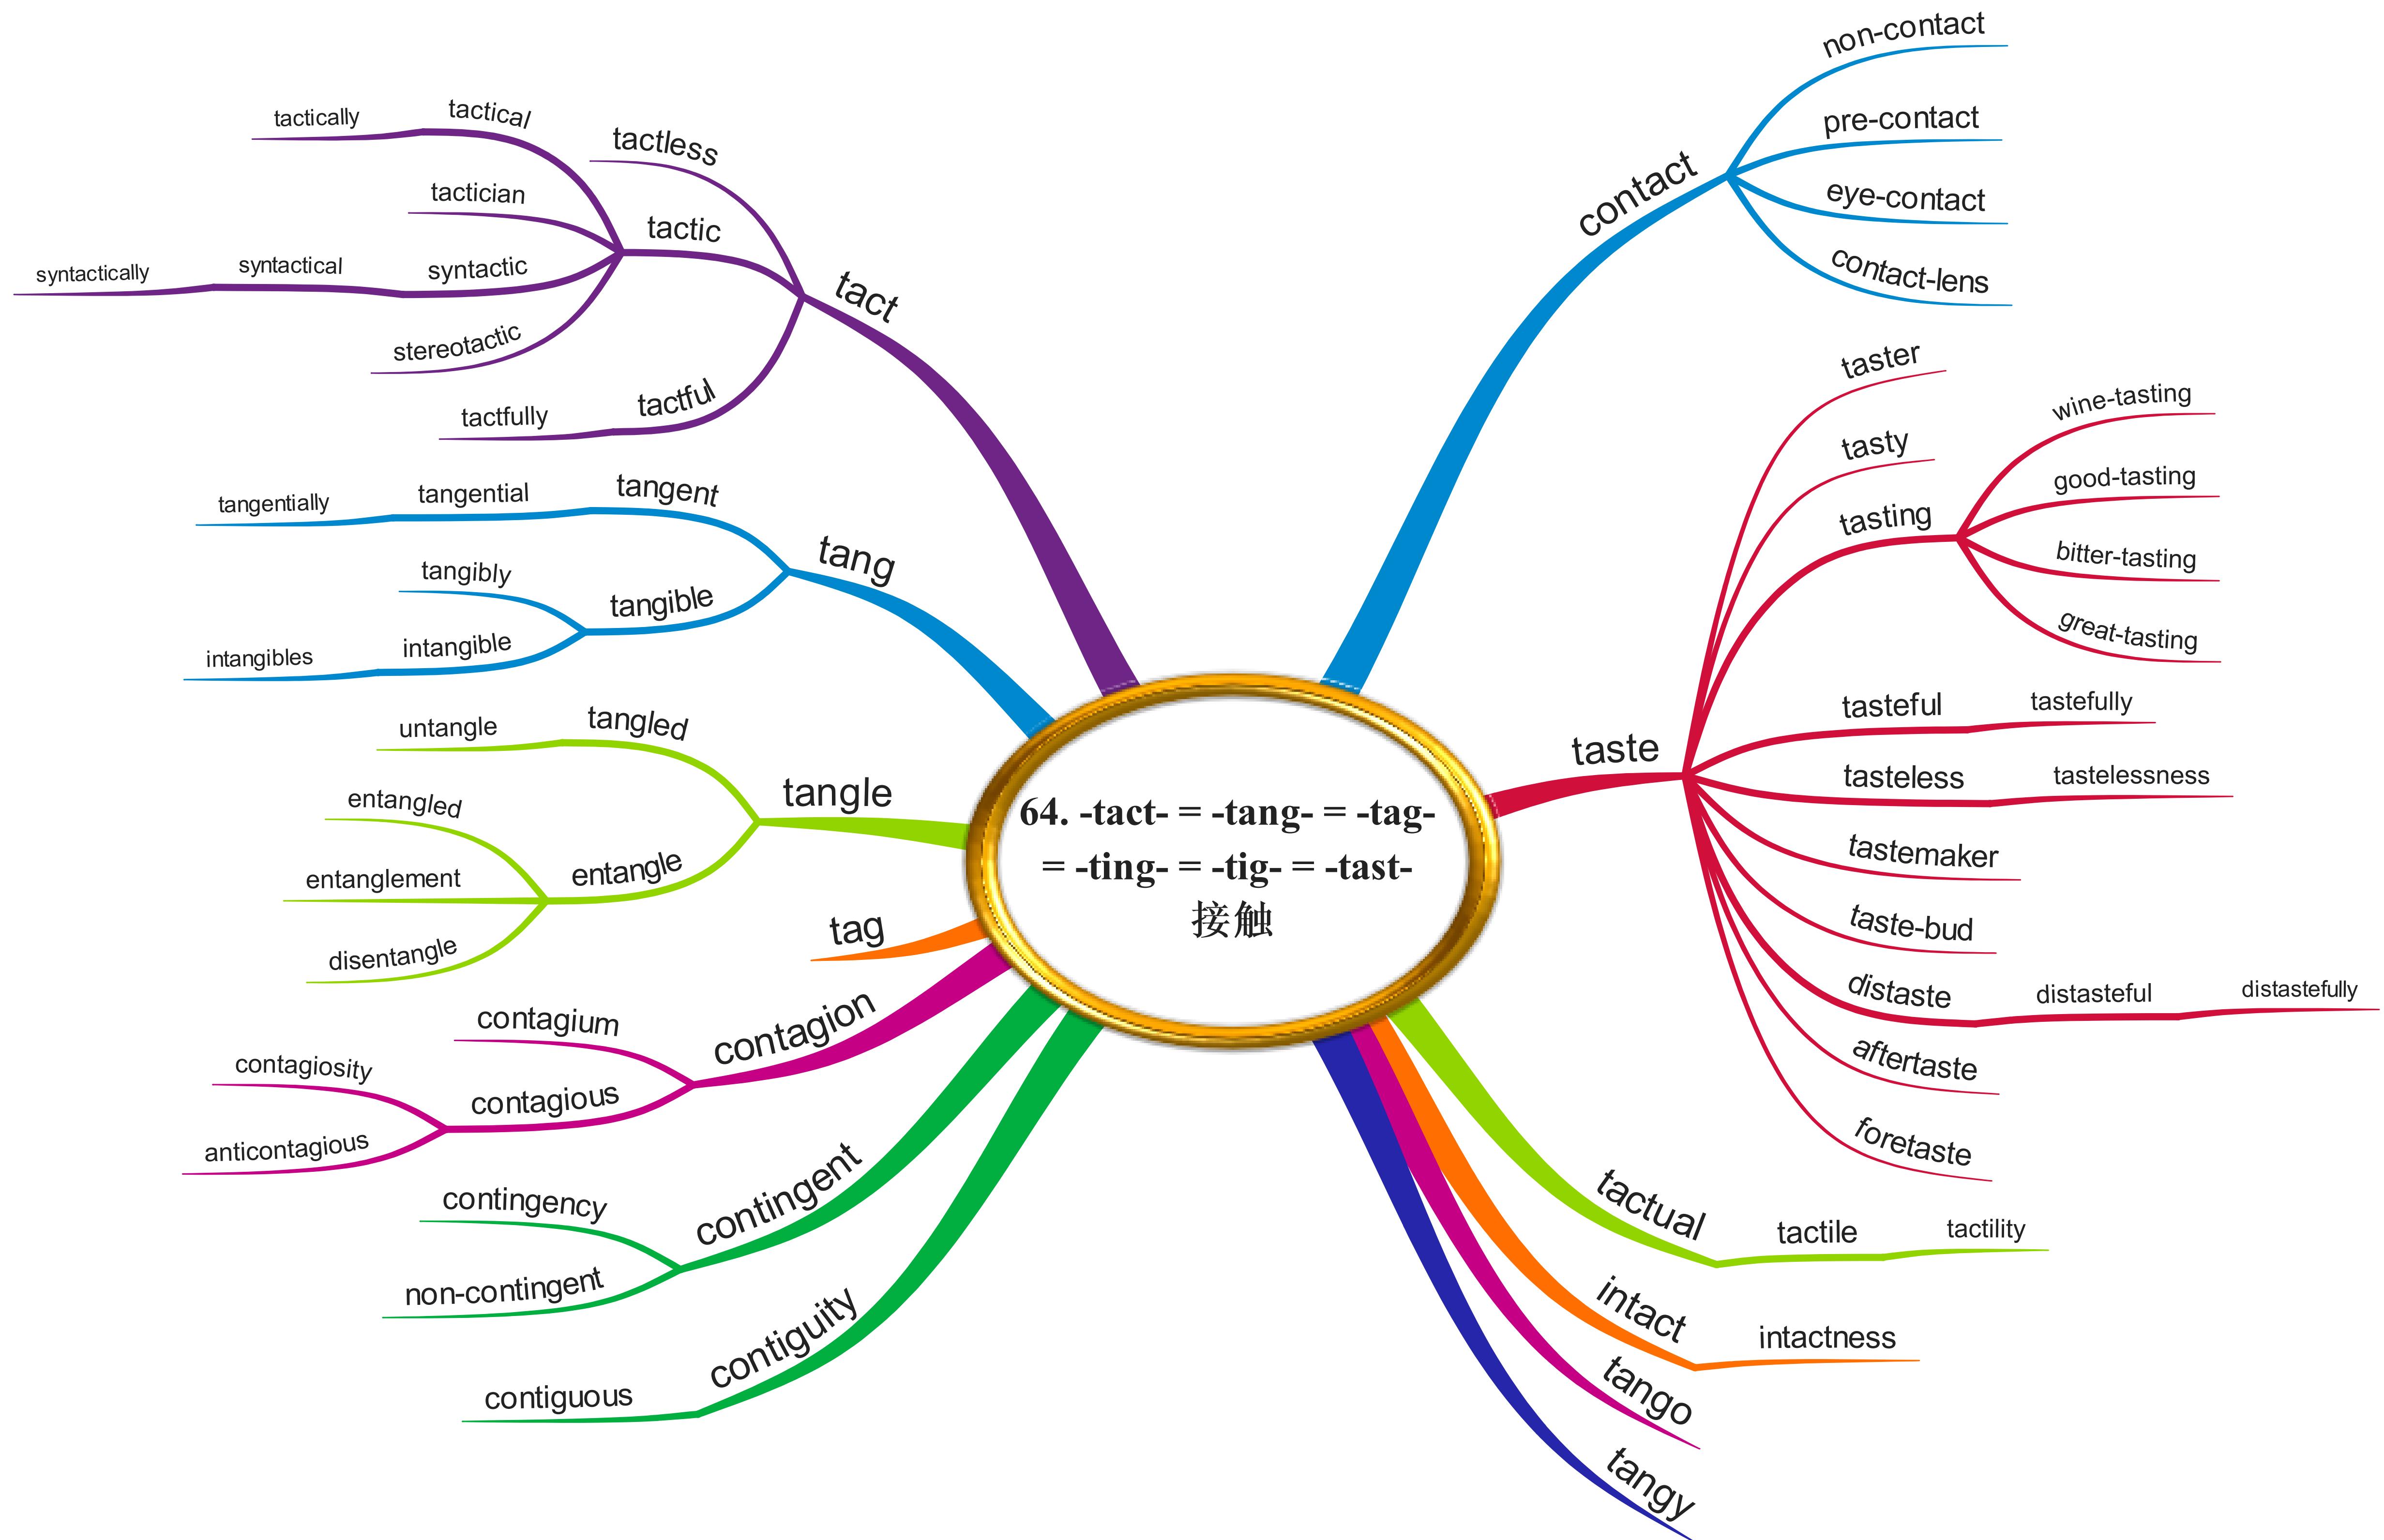 64. -tact- = -tang- = -tag-
= -ting- = -tig- = -tast-
接触
contact
non-contact
pre-contact
eye-contact
contact-lens
taste
taster
tasty
tasting
wine-tasting
good-tasting
bitter-tasting
great-tasting
tasteful
tastefully
tasteless
tastelessness
tastemaker
taste-bud
distaste
distasteful
distastefully
aftertaste
foretaste
tactual
tactile
tactility
intact
intactness
tango
tangy
tact
tactless
tactic
tactical
tactically
tactician
syntactic
syntactical
syntactically
stereotactic
tactful
tactfully
tang
tangent
tangential
tangentially
tangible
tangibly
intangible
intangibles
tangle
tangled
untangle
entangle
entangled
entanglement
disentangle
tag
contagion
contagium
contagious
contagiosity
anticontagious
contingent
contingency
non-contingent
contiguity
contiguous